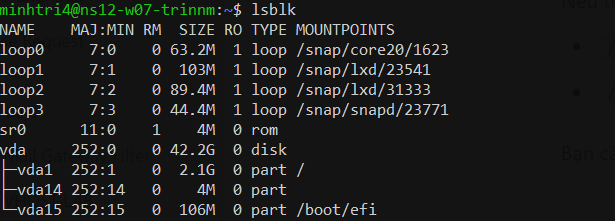 minhtri4@ns12-w07-trinnm:~$ lsblk
NAME    MAJ:MIN RM  SIZE RO TYPE MOUNTPOINTS
loop0     7:0    0 63.2M  1 loop /snap/core20/1623
loop1     7:1    0  103M  1 loop /snap/lxd/23541
loop2     7:2    0 89.4M  1 loop /snap/lxd/31333
loop3     7:3    0 44.4M  1 loop /snap/snapd/23771
sr0      11:0    1    4M  0 rom
vda     252:0    0 42.2G  0 disk
├─vda1  252:1    0  2.1G  0 part /
├─vda14 252:14   0    4M  0 part
└─vda15 252:15   0  106M  0 part /boot/efi